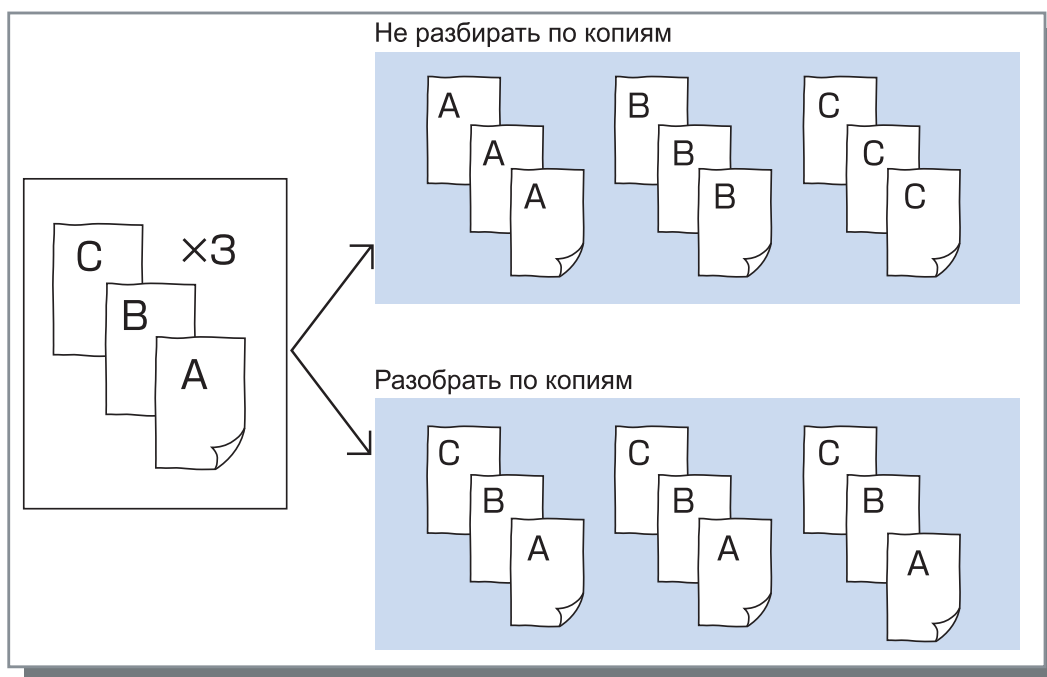 Не разбирать по копиям
A B C
A B C
A B C
C ×3
B
A
Разобрать по копиям
C C C
B B B
A A A